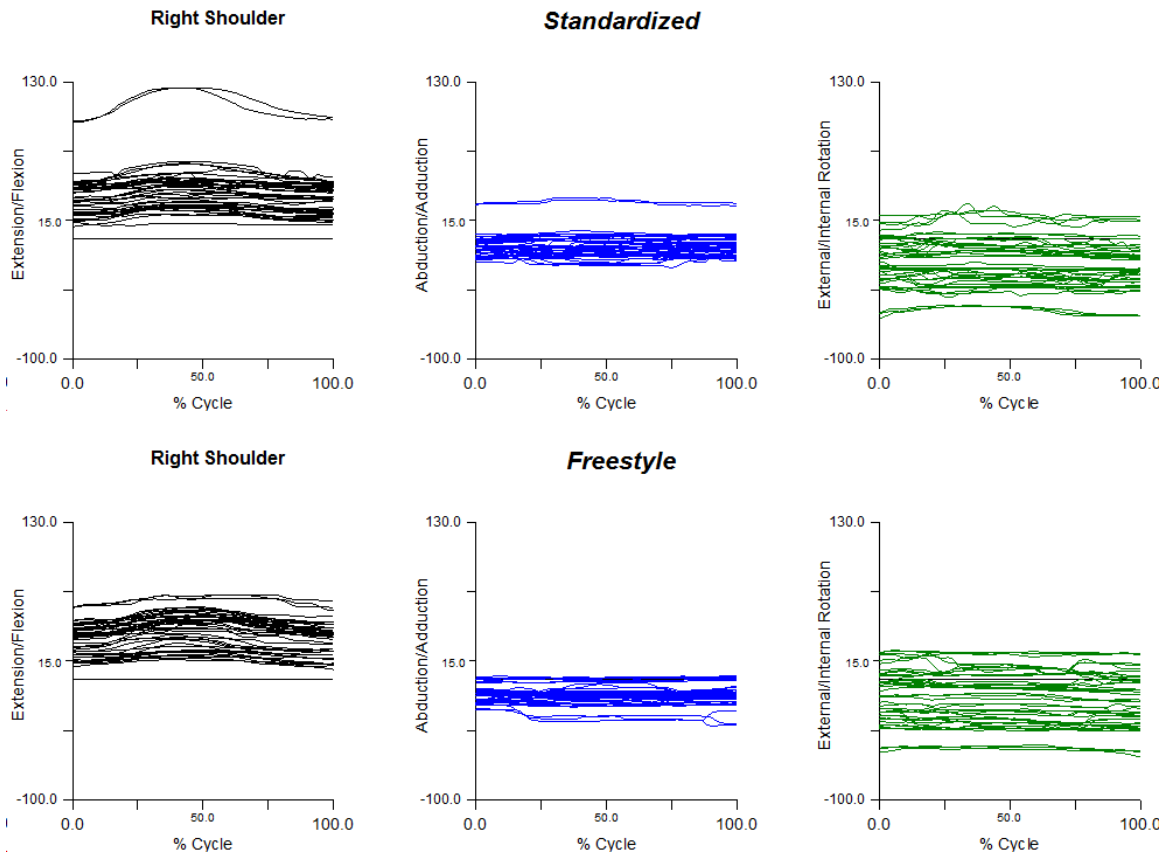 Right Shoulder
Standardized
Extension/Flexion
130.0
15.0
-100.0
0.0
50.0
100.0
% Cycle
Abduction/Adduction
130.0
15.0
-100.0
0.0
50.0
100.0
% Cycle
External/Internal Rotation
130.0
15.0
-100.0
0.0
50.0
100.0
% Cycle
Right Shoulder
Freestyle
Extension/Flexion
130.0
15.0
-100.0
0.0
50.0
100.0
% Cycle
Abduction/Adduction
130.0
15.0
-100.0
0.0
50.0
100.0
% Cycle
External/Internal Rotation
130.0
15.0
-100.0
0.0
50.0
100.0
% Cycle